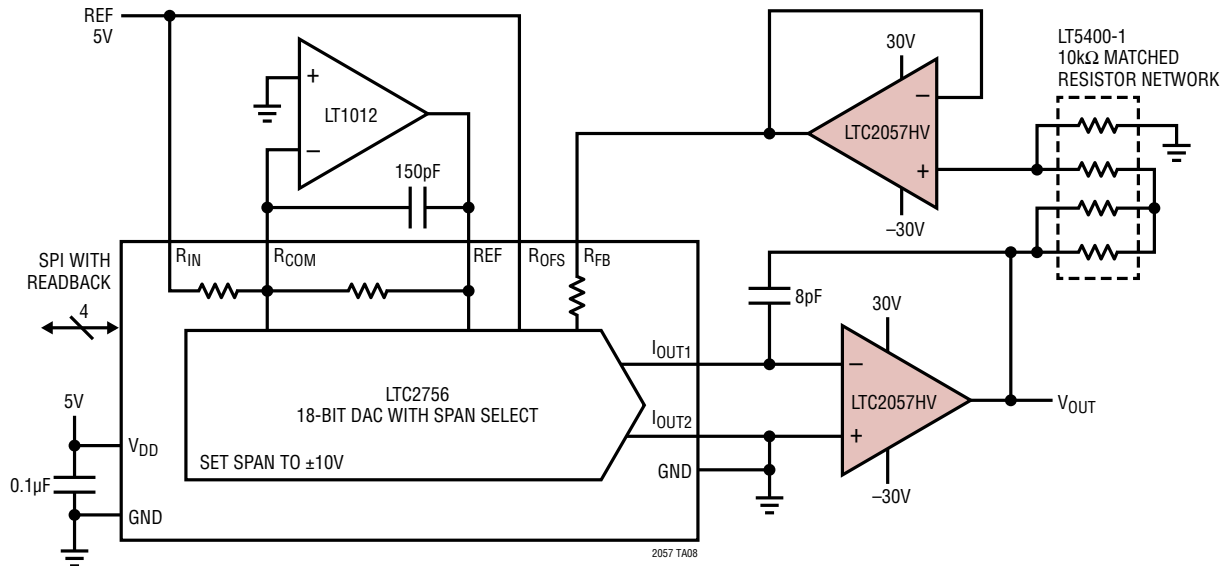 REF
5V
+
LT1012
–
150pF
30V
–
LTC2057HV
+
–30V
LT5400-1
10kΩ MATCHED
RESISTOR NETWORK
SPI WITH
READBACK
4
RIN
RCOM
REF
ROFS
RFB
8pF
30V
IOUT1
–
LTC2057HV
+
VOUT
–30V
LTC2756
18-BIT DAC WITH SPAN SELECT
IOUT2
SET SPAN TO ±10V
GND
5V
VDD
0.1µF
GND
2057 TA08